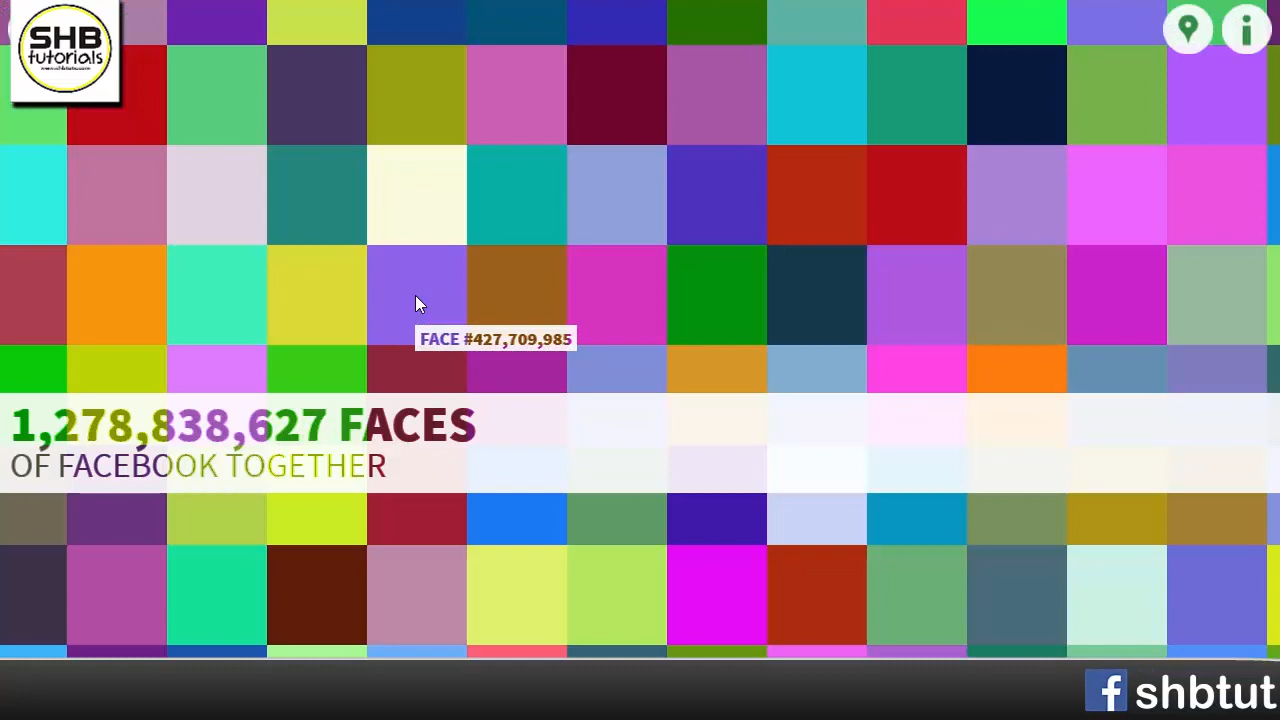 SHB
tutorials
FACE #427,709,985
1,278,838,627 FACES
OF FACEBOOK TOGETHER
f shbtut